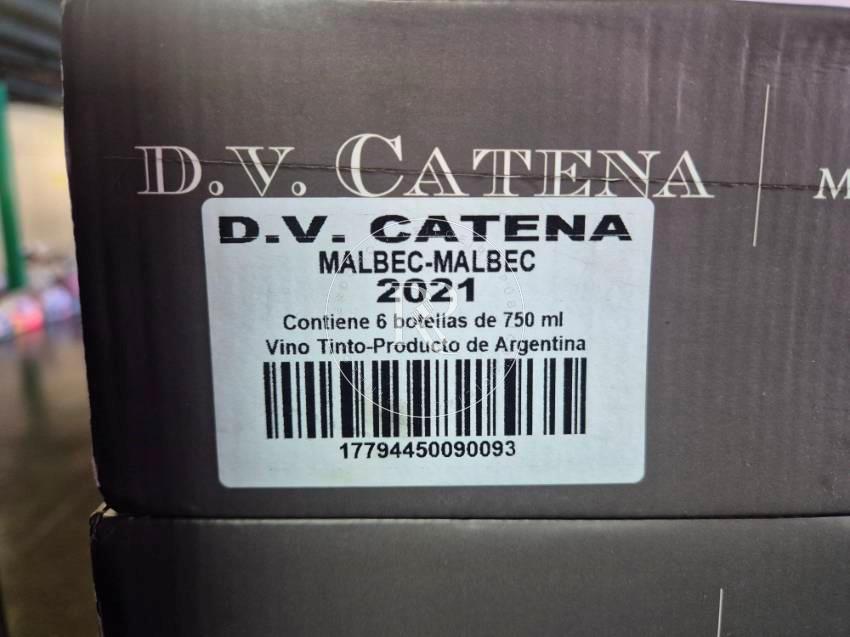 D.V. CATENA
M
D.V. CATENA
MALBEC-MALBEC
2021
Contiene 6 botellas de 750 ml
Vino Tinto-Producto de Argentina
17794450090093